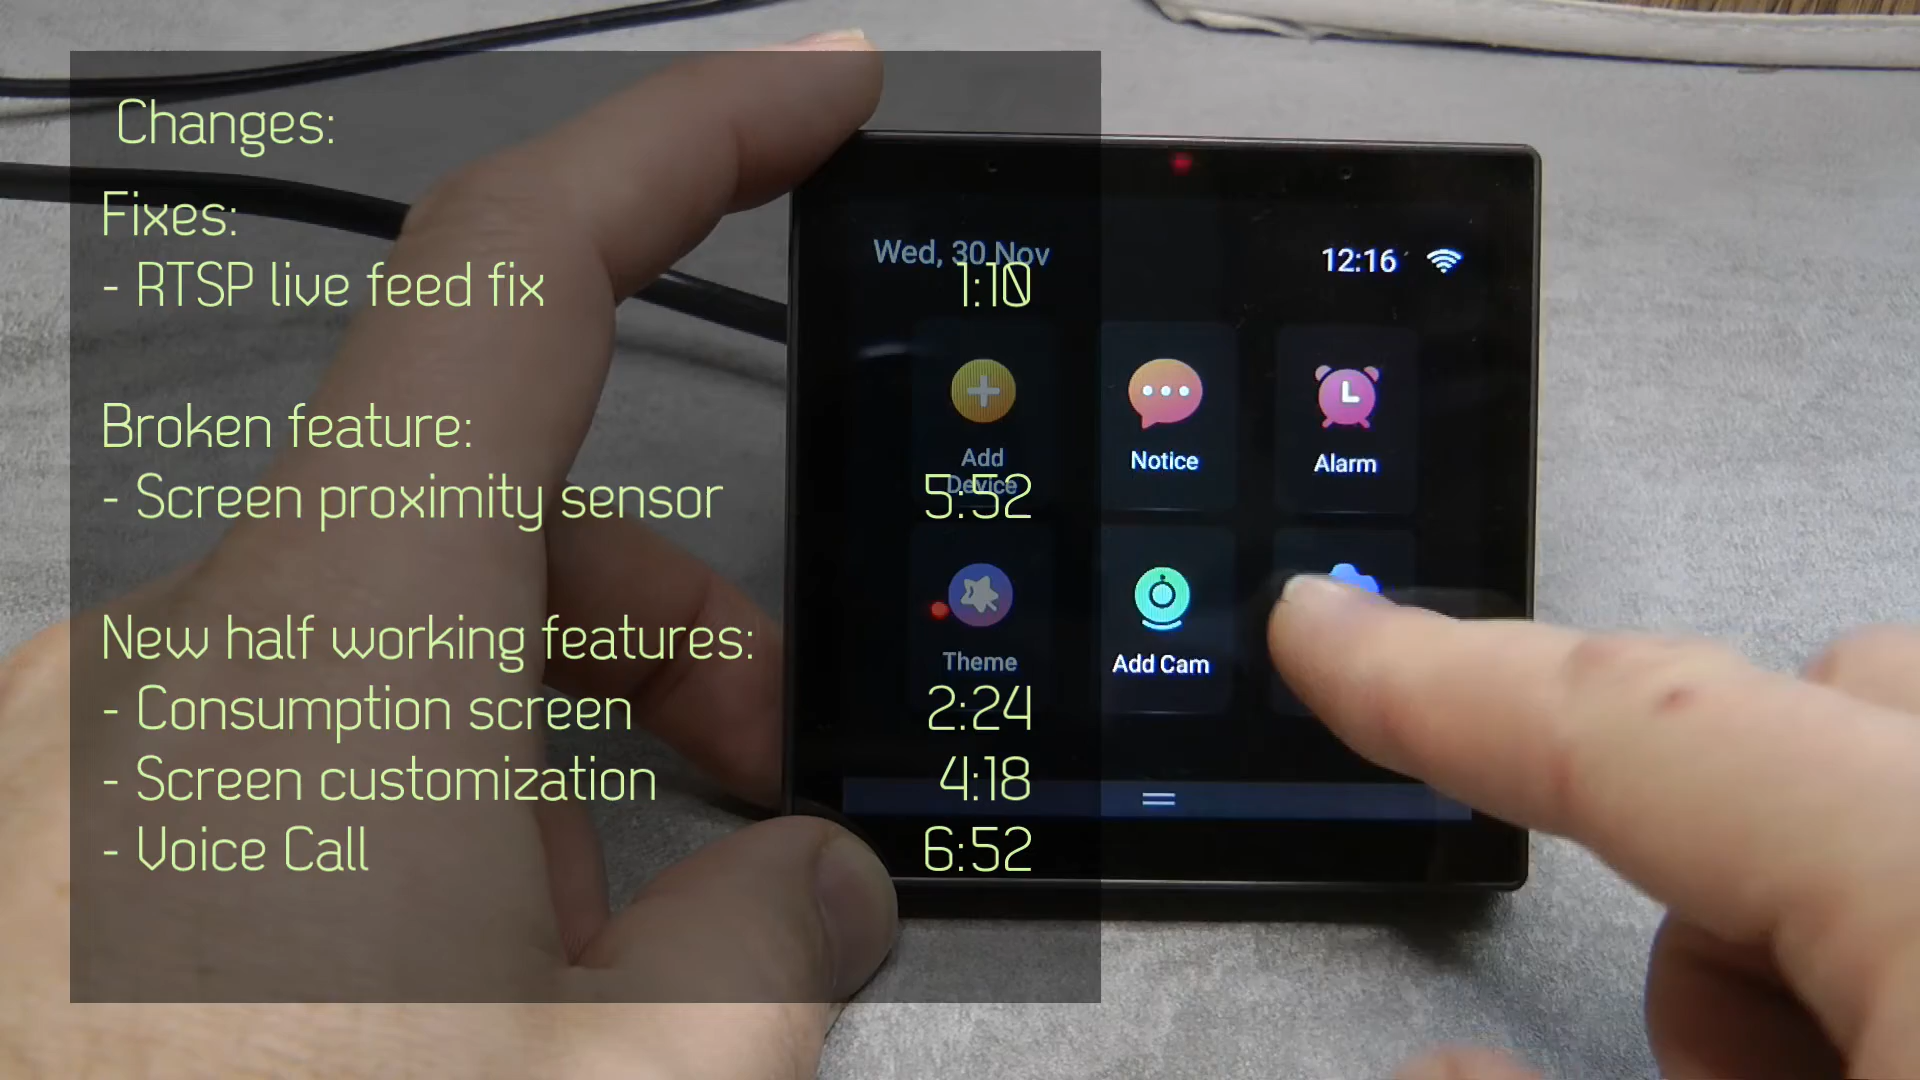 Changes:
Fixes:
- RTSP live feed fix 1:10
Broken feature:
- Screen proximity sensor 5:52
New half working features:
- Consumption screen 2:24
- Screen customization 4:18
- Voice Call 6:52
Wed, 30 Nov 12:16
Add Device
Notice
Alarm
Theme
Add Cam